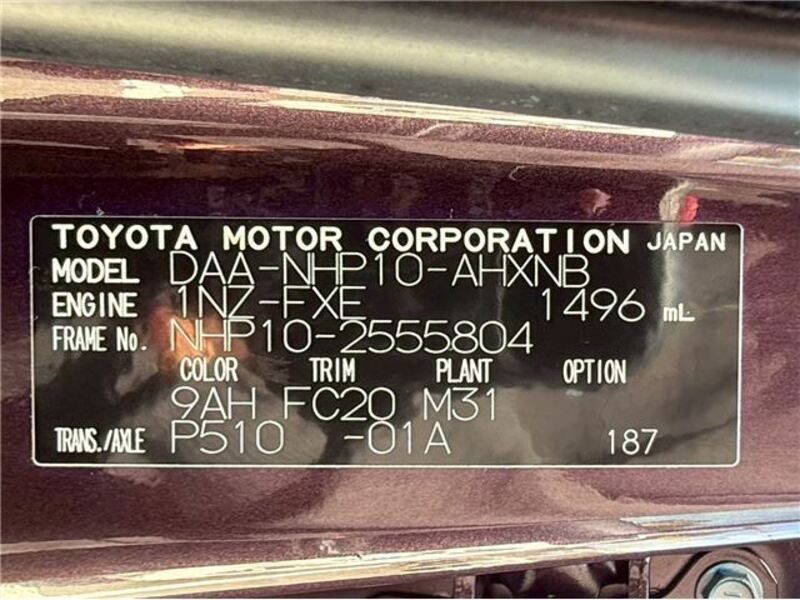 TOYOTA MOTOR CORPORATION JAPAN
MODEL DAA-NHP10-AHXNB
ENGINE 1NZ-FXE 1496 mL
FRAME No. NHP10-2555804
COLOR TRIM PLANT OPTION
9AH FC20 M31
TRANS./AXLE P510 -01A 187